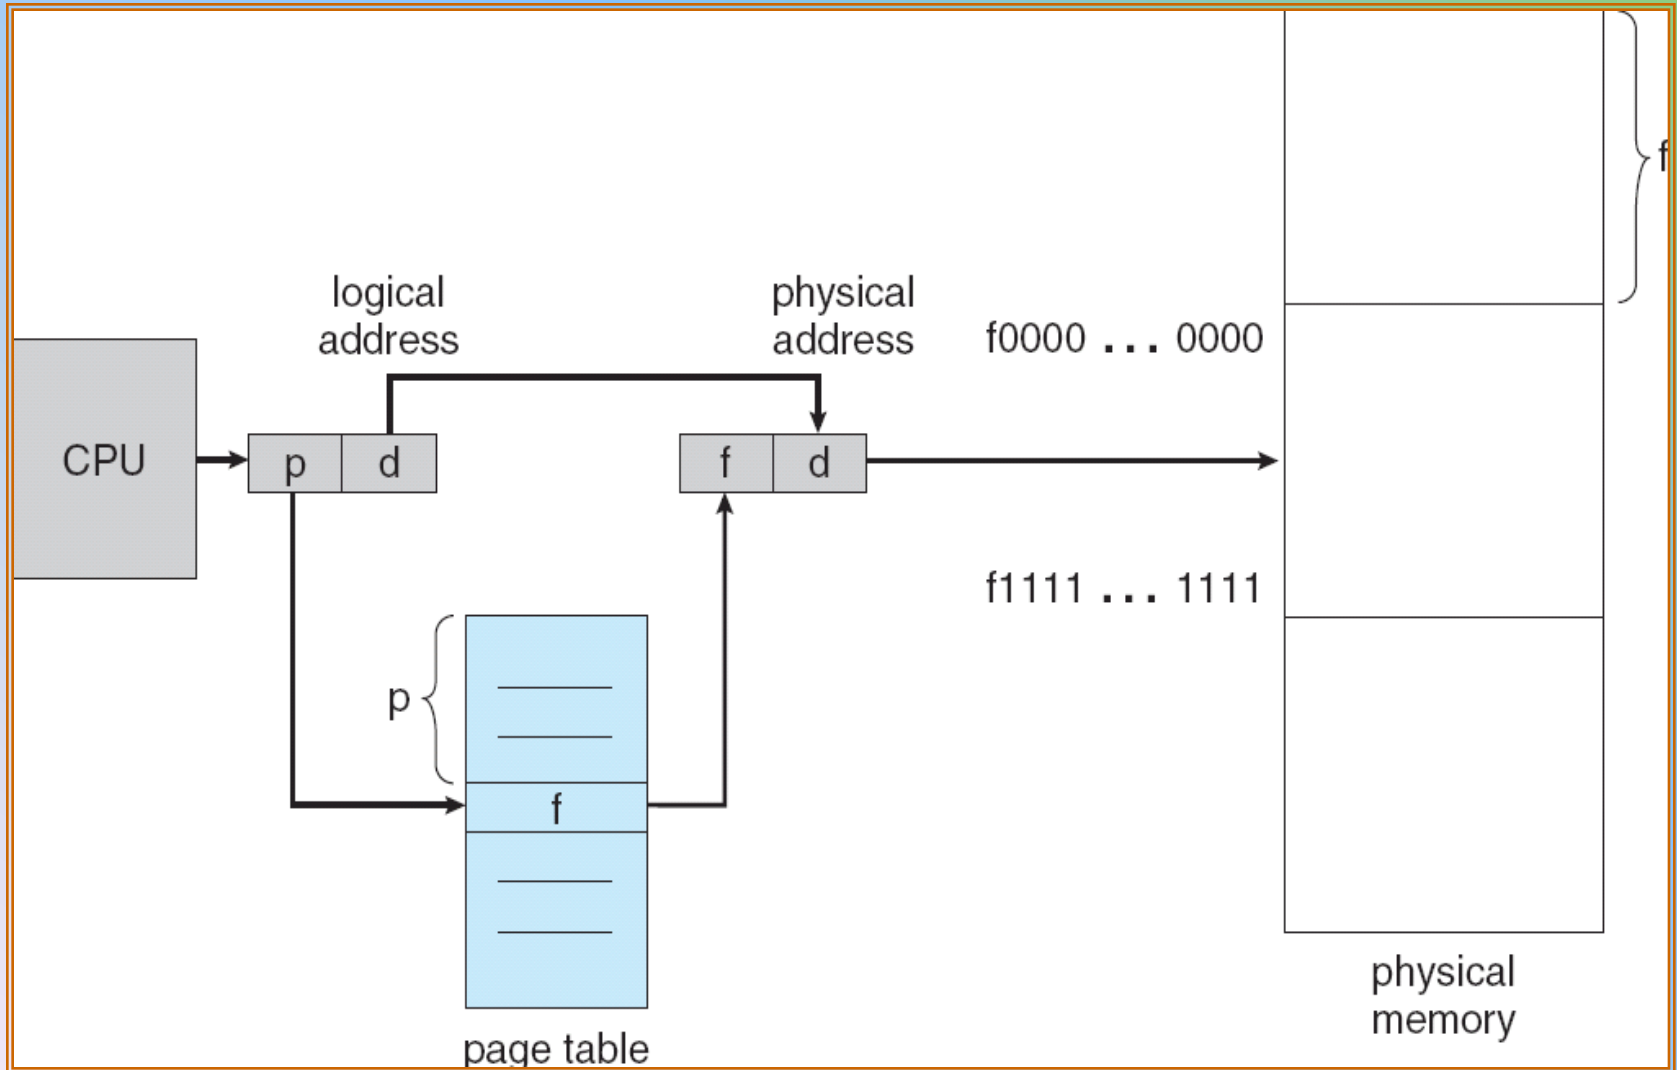 f
logical
address
physical
address
f0000 ... 0000
CPU
p
d
f
d
f1111 ... 1111
p
f
physical
memory
page table